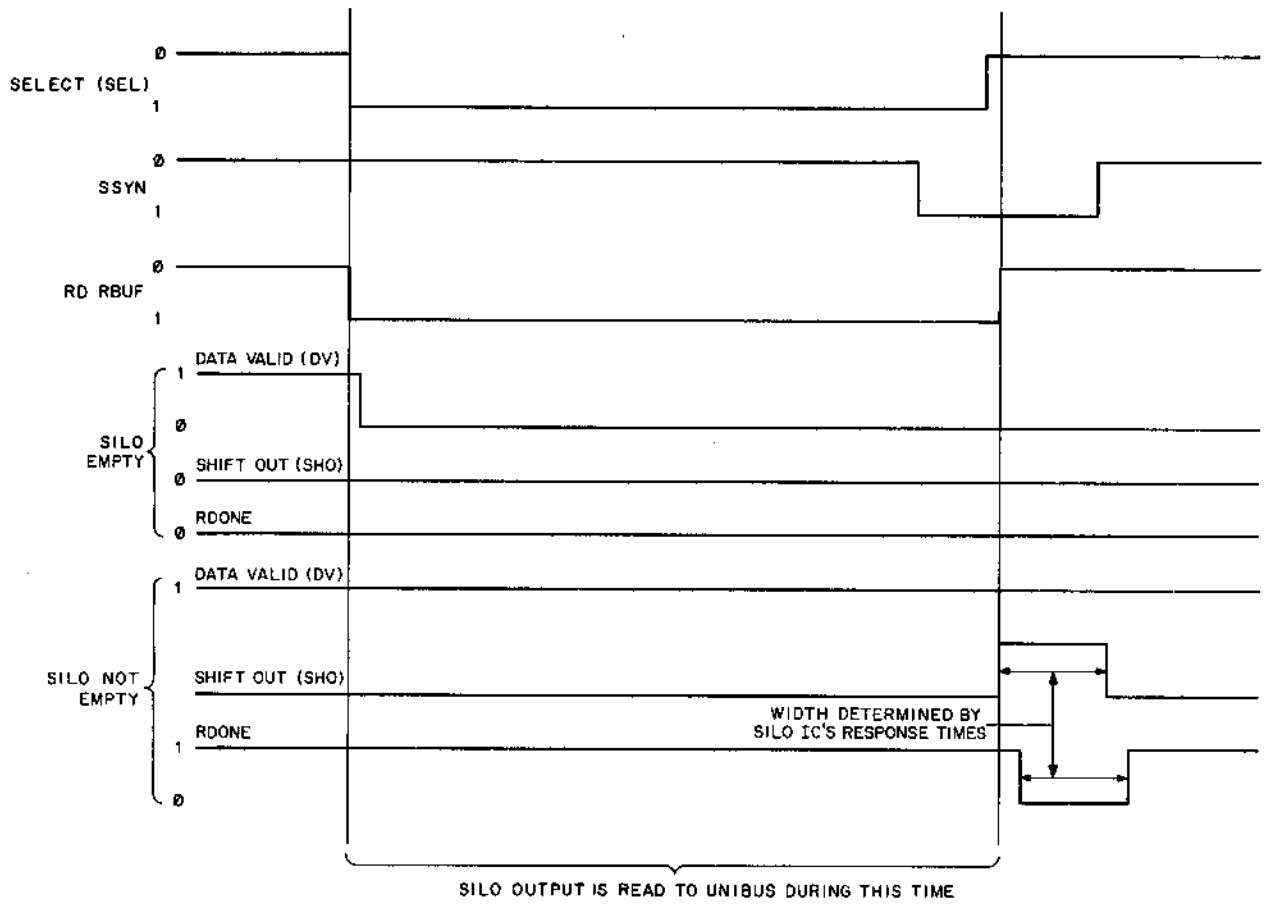 Ø
SELECT (SEL)
1
Ø
SSYN
1
Ø
RD RBUF
1
DATA VALID (DV)
1
Ø
SILO
EMPTY
SHIFT OUT (SHO)
Ø
RDONE
Ø
DATA VALID (DV)
1
SILO NOT
EMPTY
SHIFT OUT (SHO)
WIDTH DETERMINED BY
SILO IC'S RESPONSE TIMES
RDONE
1
Ø
SILO OUTPUT IS READ TO UNIBUS DURING THIS TIME